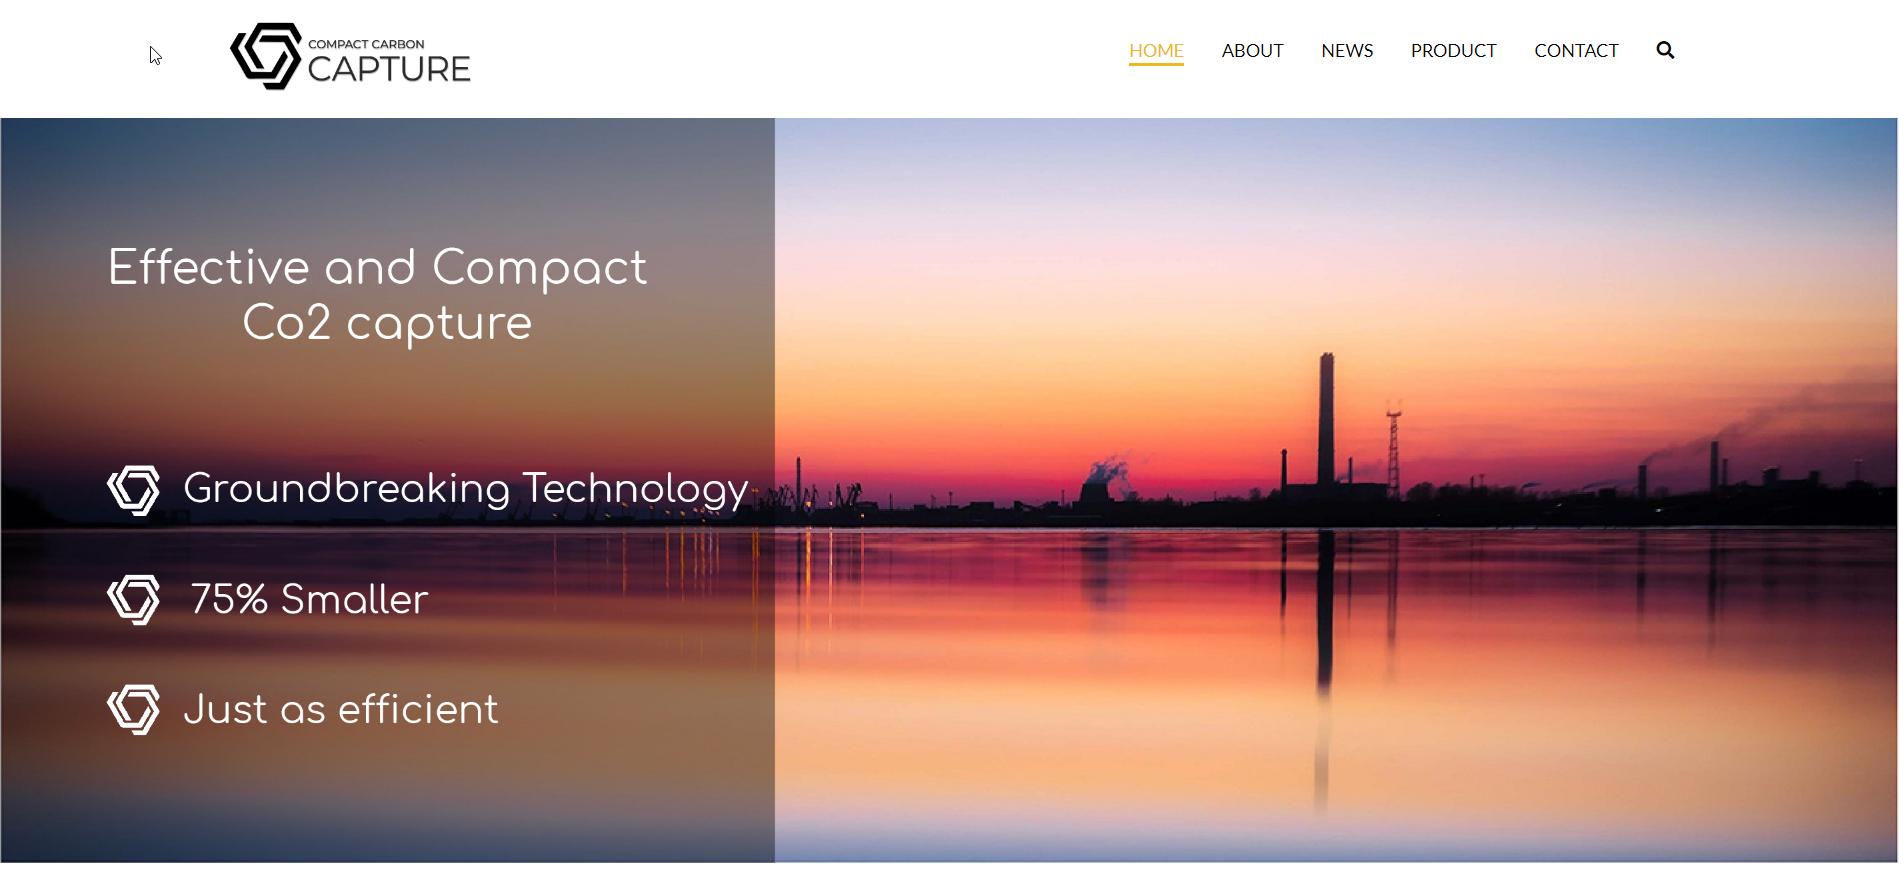 COMPACT CARBON
CAPTURE
HOME ABOUT NEWS PRODUCT CONTACT
Effective and Compact
Co2 capture
Groundbreaking Technology
75% Smaller
Just as efficient